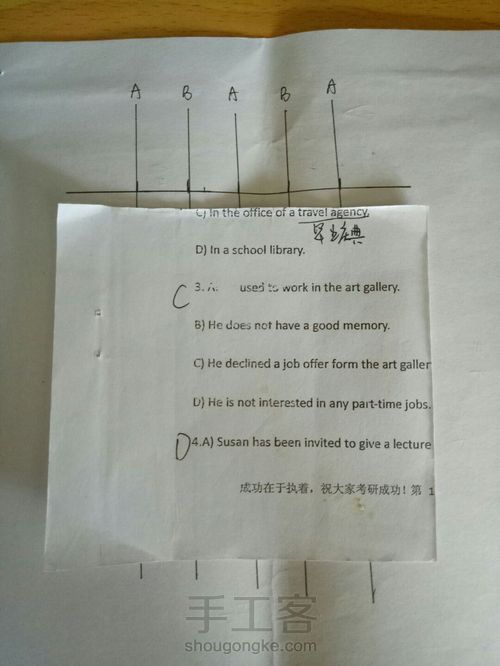 A B A B A
C) In the office of a travel agency.
D) In a school library.
C 3. A. used to work in the art gallery.
B) He does not have a good memory.
C) He declined a job offer form the art galler
D) He is not interested in any part-time jobs.
D 4.A) Susan has been invited to give a lecture
成功在于执着，祝大家考研成功！第 1
手工客
shougongke.com